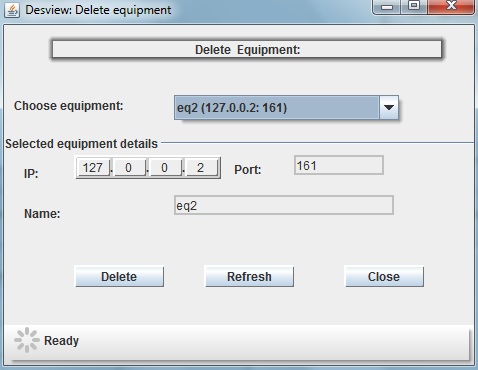 Desview: Delete equipment
Delete Equipment:
Choose equipment: eq2 (127.0.0.2: 161)
Selected equipment details
IP: 127.0.0.2 Port: 161
Name: eq2
Delete Refresh Close
Ready